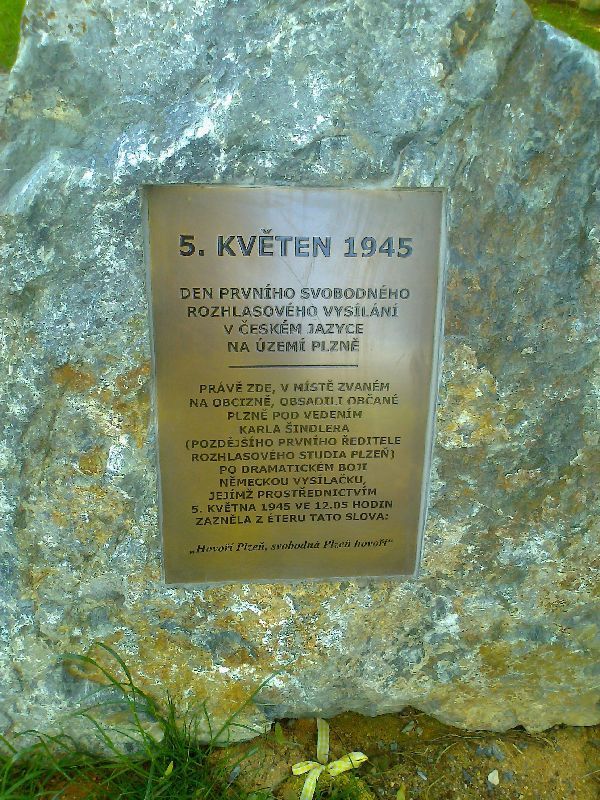 5. KVĚTEN 1945
DEN PRVNÍHO SVOBODNÉHO
ROZHLASOVÉHO VYSÍLÁNÍ
V ČESKÉM JAZYCE
NA ÚZEMÍ PLZNĚ
PRÁVĚ ZDE, V MÍSTĚ ZVANÉM
NA OBCIZNĚ, OBSADILI OBČANÉ
PLZNĚ POD VEDENÍM
KARLA ŠINDLERA
(POZDĚJŠÍHO PRVNÍHO ŘEDITELE
ROZHLASOVÉHO STUDIA PLZEŇ)
PO DRAMATICKÉM BOJI
NĚMECKOU VYSÍLAČKU,
JEJÍMŽ PROSTŘEDNICTVÍM
5. KVĚTNA 1945 VE 12.05 HODIN
ZAZNĚLA Z ÉTERU TATO SLOVA:
„Hovoří Plzeň, svobodná Plzeň hovoří“